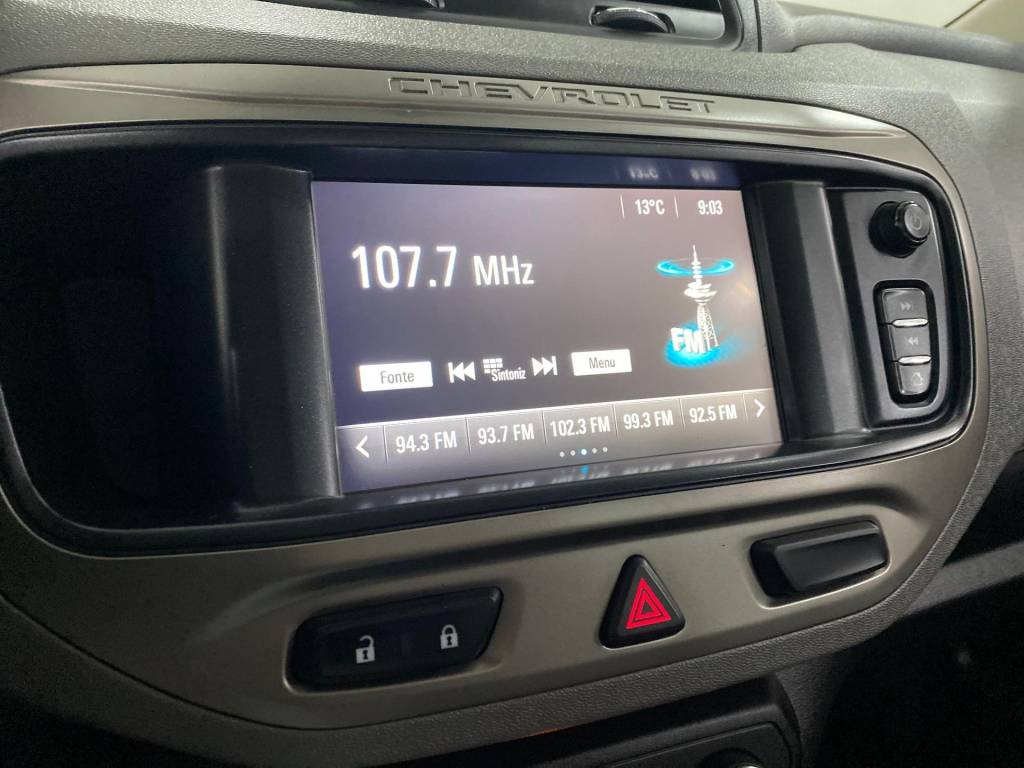 CHEVROLET
13°C 9:03
107.7 MHz
FM
Fonte Sintoniz Menu
94.3 FM 93.7 FM 102.3 FM 99.3 FM 92.5 FM